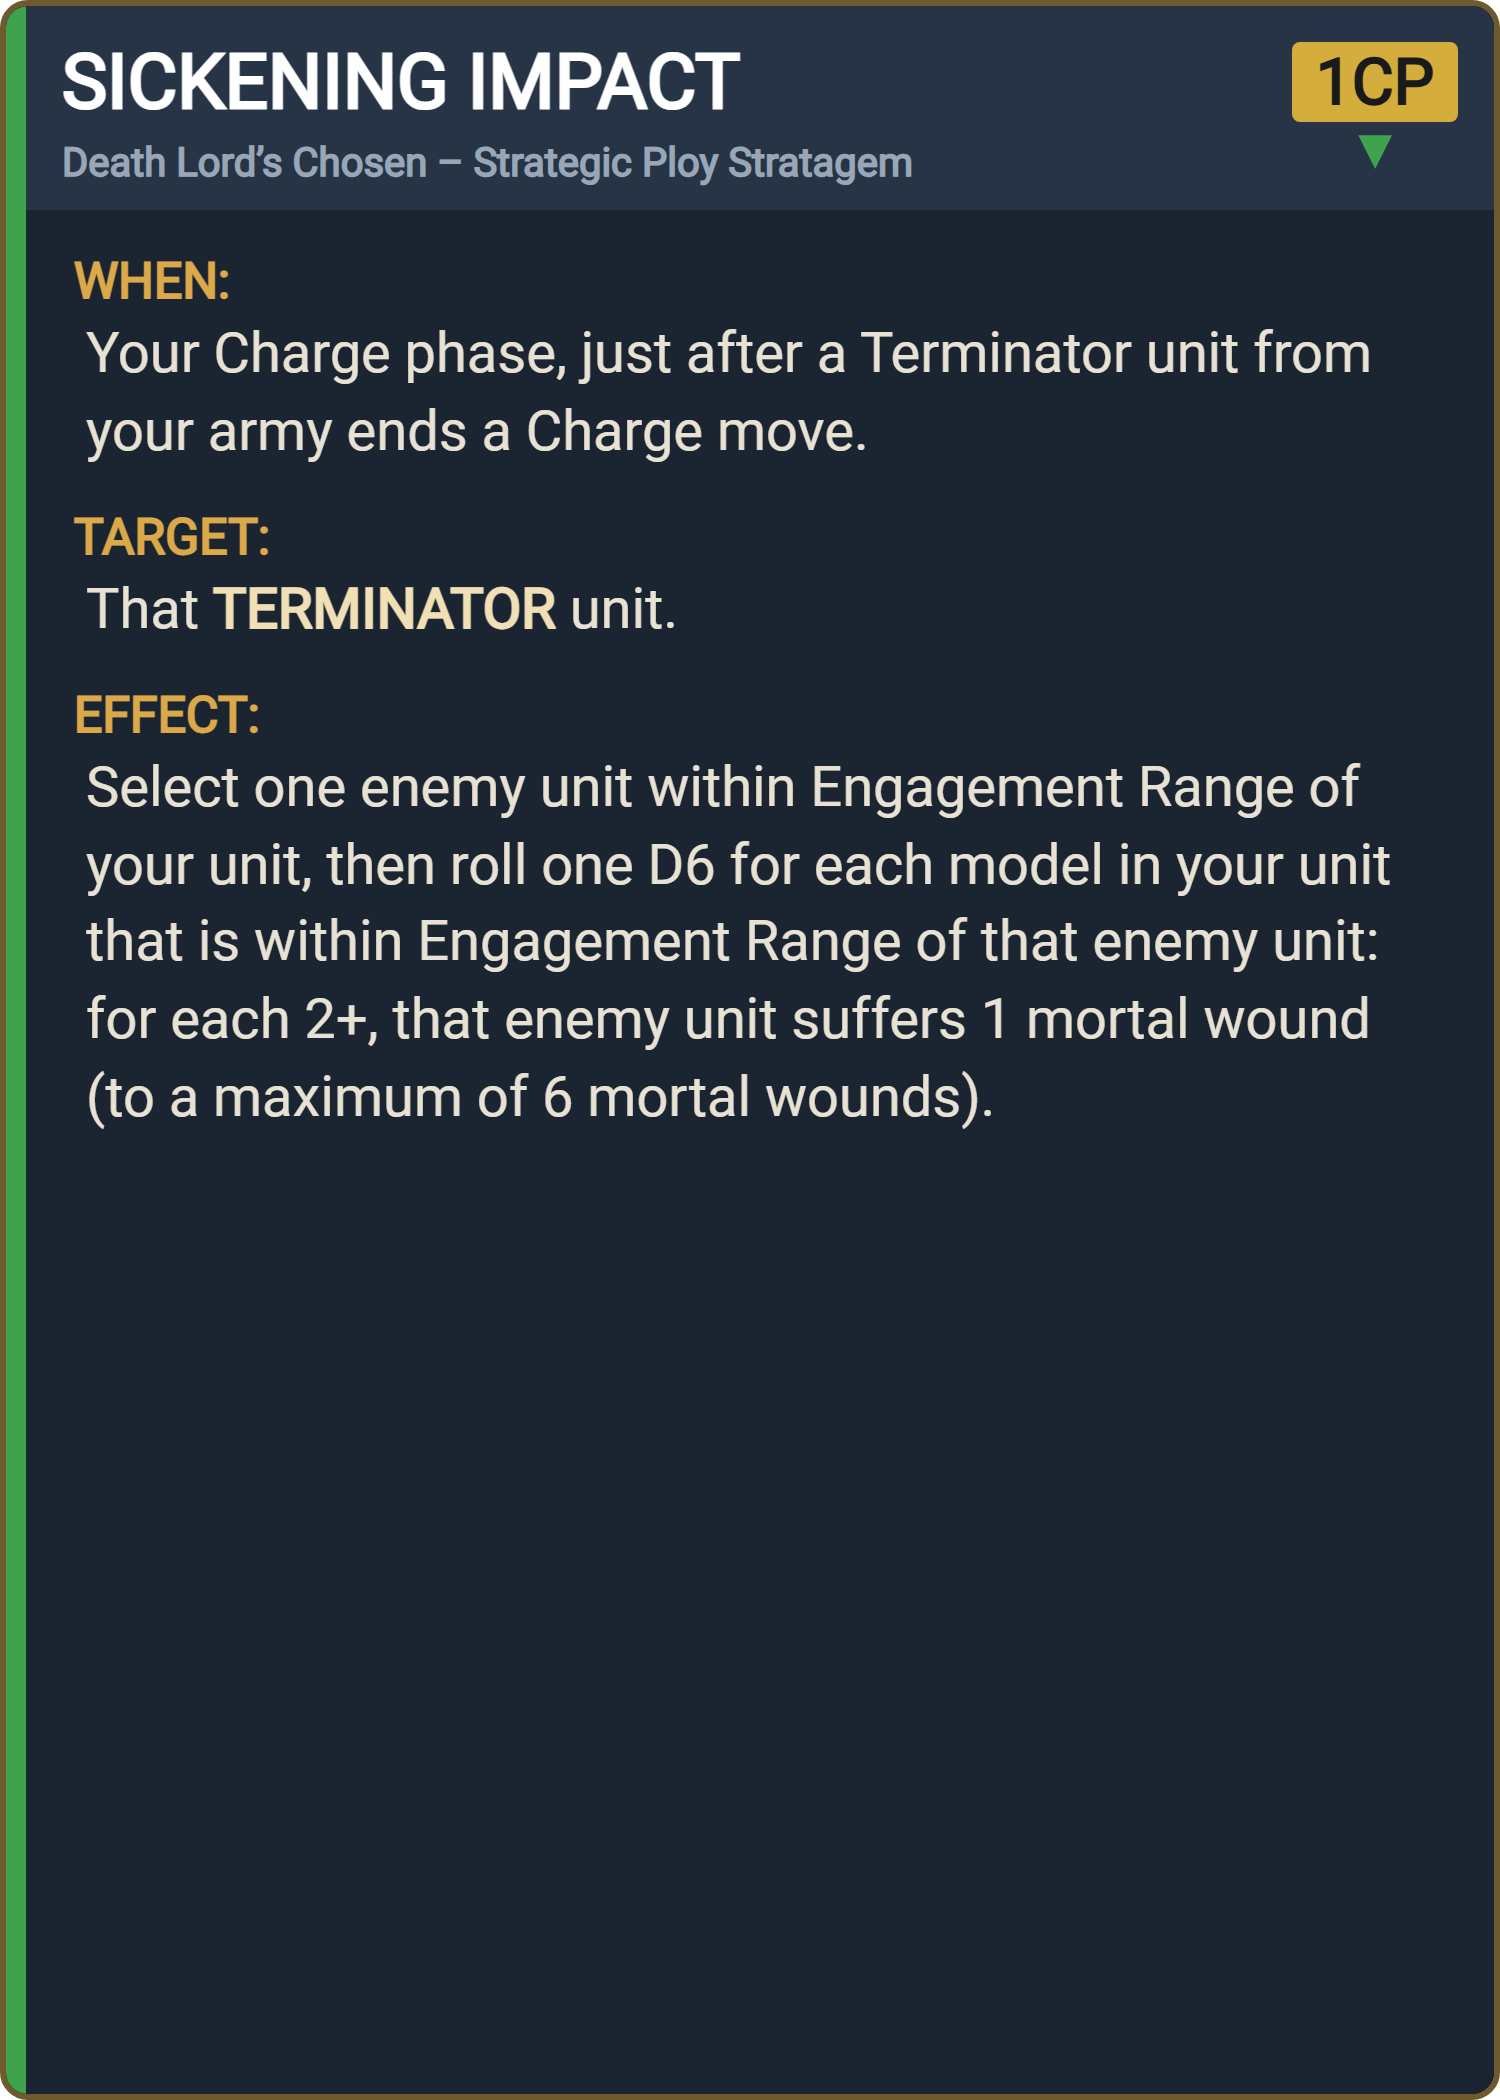 SICKENING IMPACT
1CP
Death Lord’s Chosen – Strategic Ploy Stratagem
WHEN:
Your Charge phase, just after a Terminator unit from
your army ends a Charge move.
TARGET:
That TERMINATOR unit.
EFFECT:
Select one enemy unit within Engagement Range of
your unit, then roll one D6 for each model in your unit
that is within Engagement Range of that enemy unit:
for each 2+, that enemy unit suffers 1 mortal wound
(to a maximum of 6 mortal wounds).